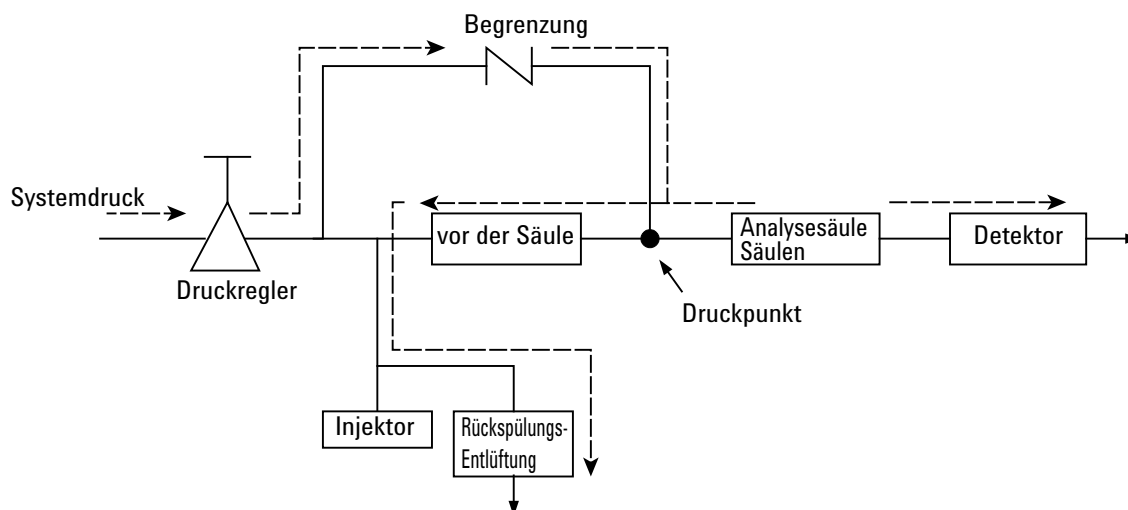 Begrenzung
Systemdruck
Druckregler
vor der Säule
Analysesäule
Säulen
Detektor
Druckpunkt
Injektor
Rückspülungs-
Entlüftung